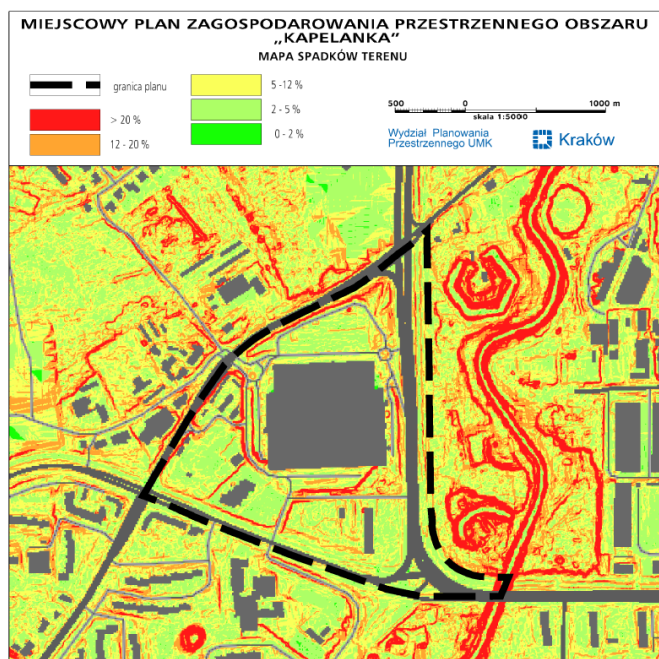 MIEJSCOWY PLAN ZAGOSPODAROWANIA PRZESTRZENNEGO OBSZARU
„KAPELANKA”
MAPA SPADKÓW TERENU
granica planu
> 20 %
12 - 20 %
5 -12 %
2 - 5 %
0 - 2 %
500 0 1000 m
skala 1:5000
Wydział Planowania
Przestrzennego UMK
Kraków